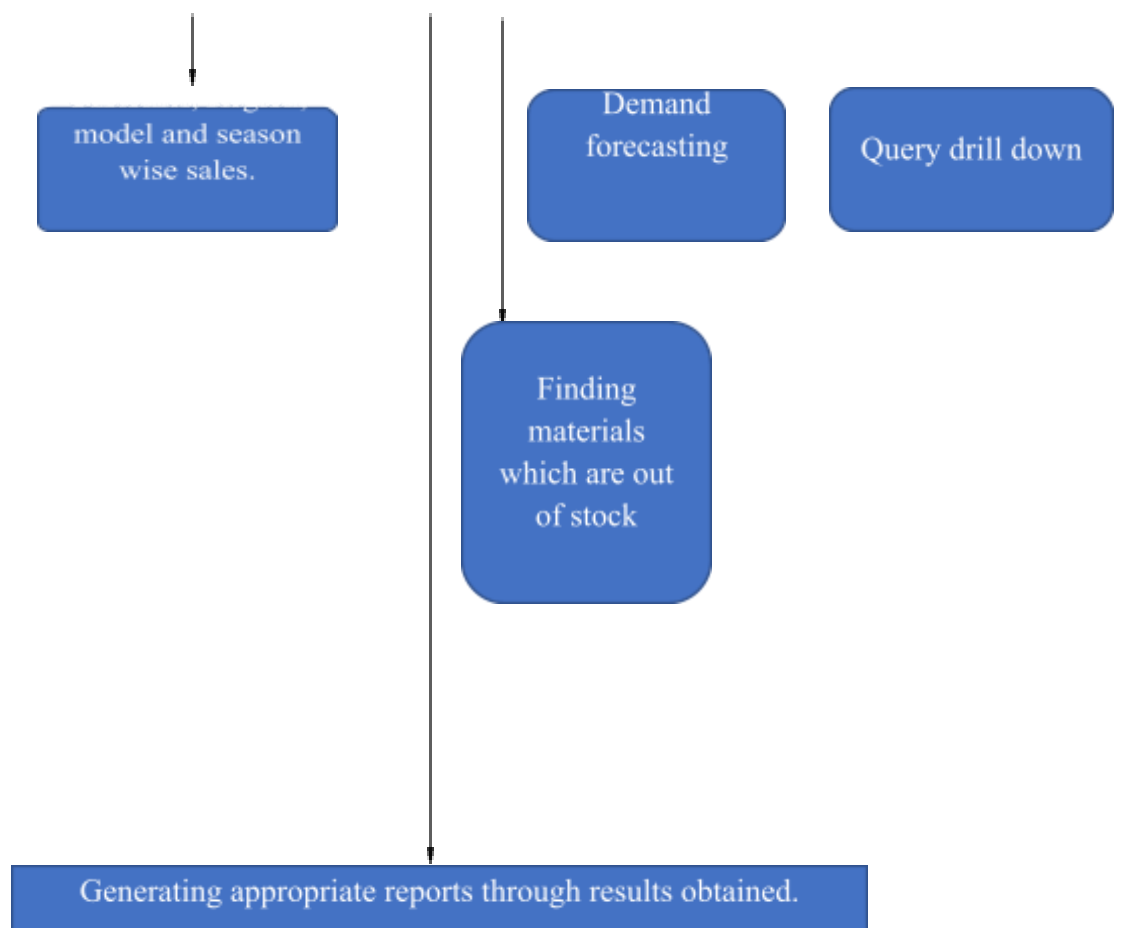 model and season
wise sales.
Demand
forecasting
Query drill down
Finding
materials
which are out
of stock
Generating appropriate reports through results obtained.